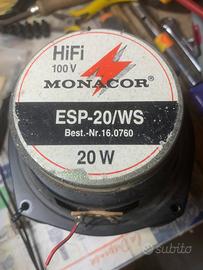 HiFi
100 V
MONACOR®
ESP-20/WS
Best.-Nr. 16.0760
20 W
subito